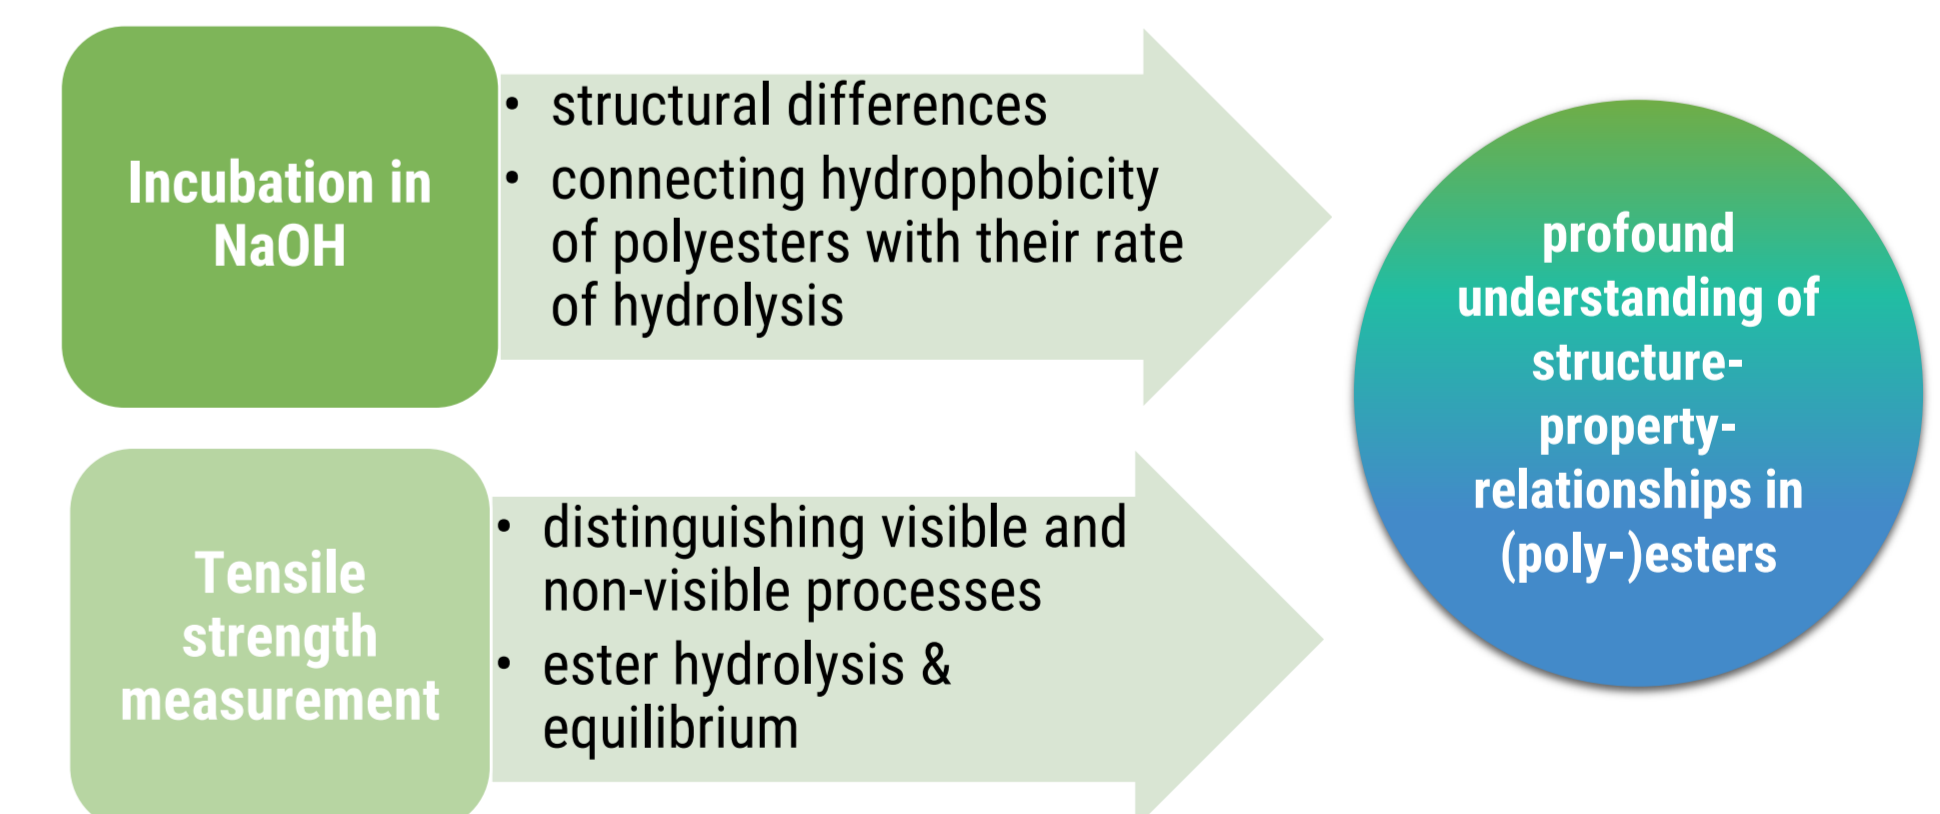 Incubation in
NaOH
• structural differences
• connecting hydrophobicity
of polyesters with their rate
of hydrolysis
Tensile
strength
measurement
• distinguishing visible and
non-visible processes
• ester hydrolysis &
equilibrium
profound
understanding of
structure-
property-
relationships in
(poly-)esters